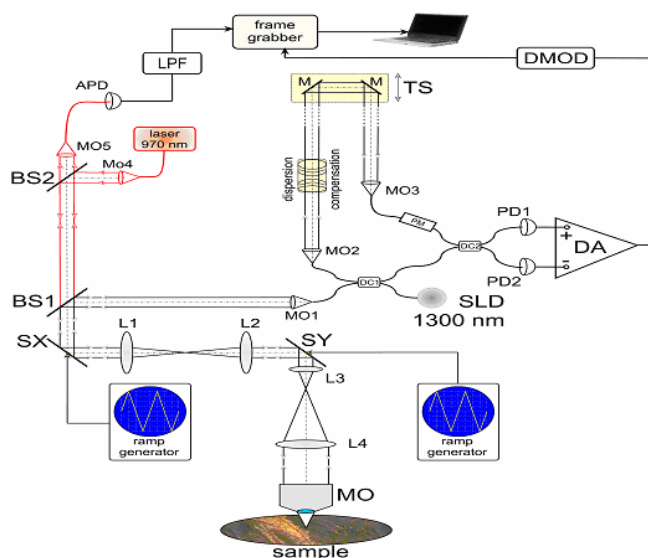 frame
grabber
LPF
DMOD
APD
M M
TS
laser
970 nm
MO5
Mo4
BS2
dispersion
compensation
MO3
PM
PD1
+
DA
-
PD2
MO2
DC2
DC1
BS1
MO1
SLD
1300 nm
SX
L1
L2
SY
L3
ramp
generator
L4
ramp
generator
MO
sample